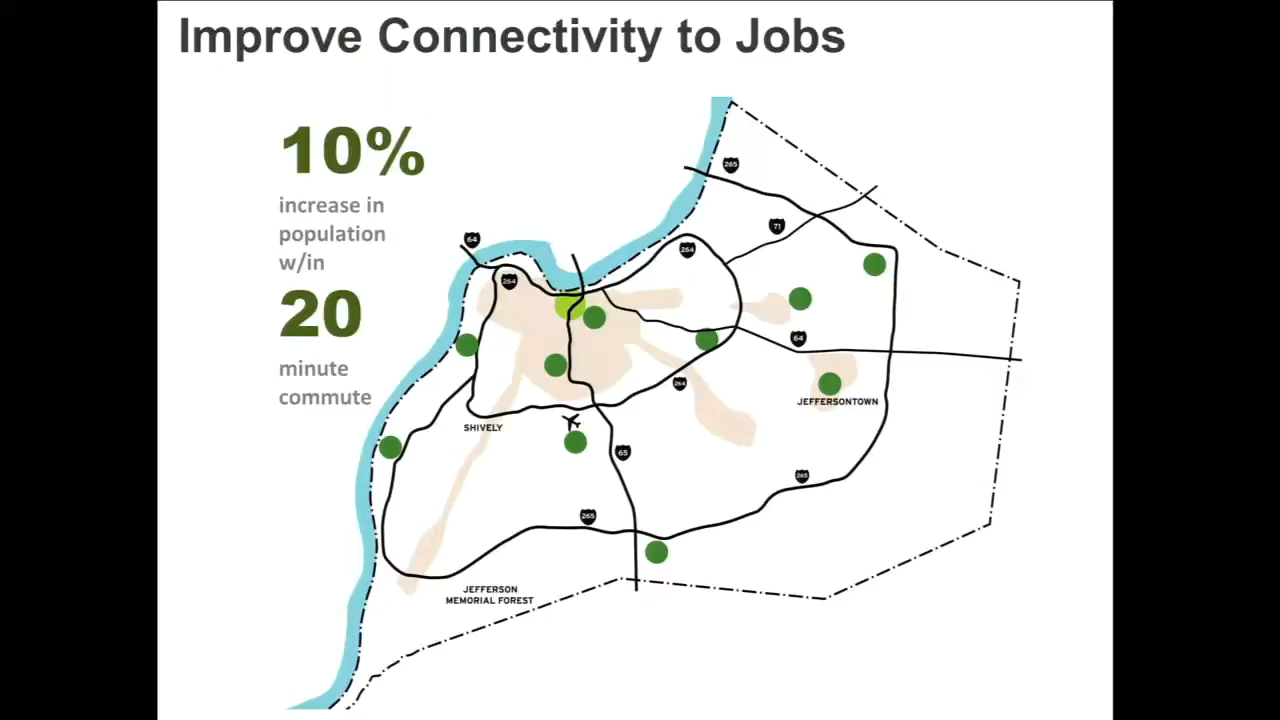 Improve Connectivity to Jobs
10%
increase in
population
w/in
20
minute
commute
265
71
64
264
264
64
264
JEFFERSONTOWN
SHIVELY
65
265
265
JEFFERSON
MEMORIAL FOREST